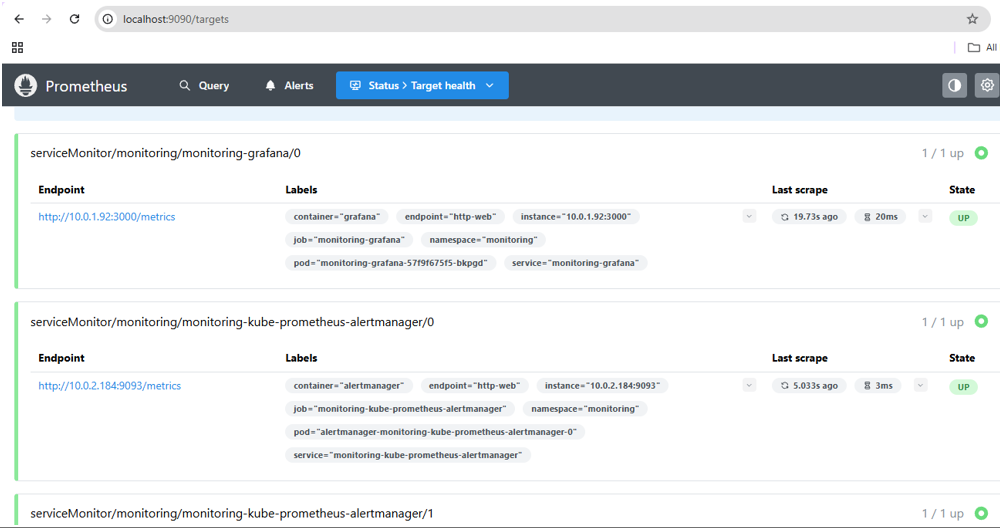 localhost:9090/targets
All
Prometheus Query Alerts Status > Target health
serviceMonitor/monitoring/monitoring-grafana/0 1 / 1 up
Endpoint Labels Last scrape State
http://10.0.1.92:3000/metrics container="grafana" endpoint="http-web" instance="10.0.1.92:3000" 19.73s ago 20ms UP
job="monitoring-grafana" namespace="monitoring"
pod="monitoring-grafana-57f9f675f5-bkpgd" service="monitoring-grafana"
serviceMonitor/monitoring/monitoring-kube-prometheus-alertmanager/0 1 / 1 up
Endpoint Labels Last scrape State
http://10.0.2.184:9093/metrics container="alertmanager" endpoint="http-web" instance="10.0.2.184:9093" 5.033s ago 3ms UP
job="monitoring-kube-prometheus-alertmanager" namespace="monitoring"
pod="alertmanager-monitoring-kube-prometheus-alertmanager-0"
service="monitoring-kube-prometheus-alertmanager"
serviceMonitor/monitoring/monitoring-kube-prometheus-alertmanager/1 1 / 1 up